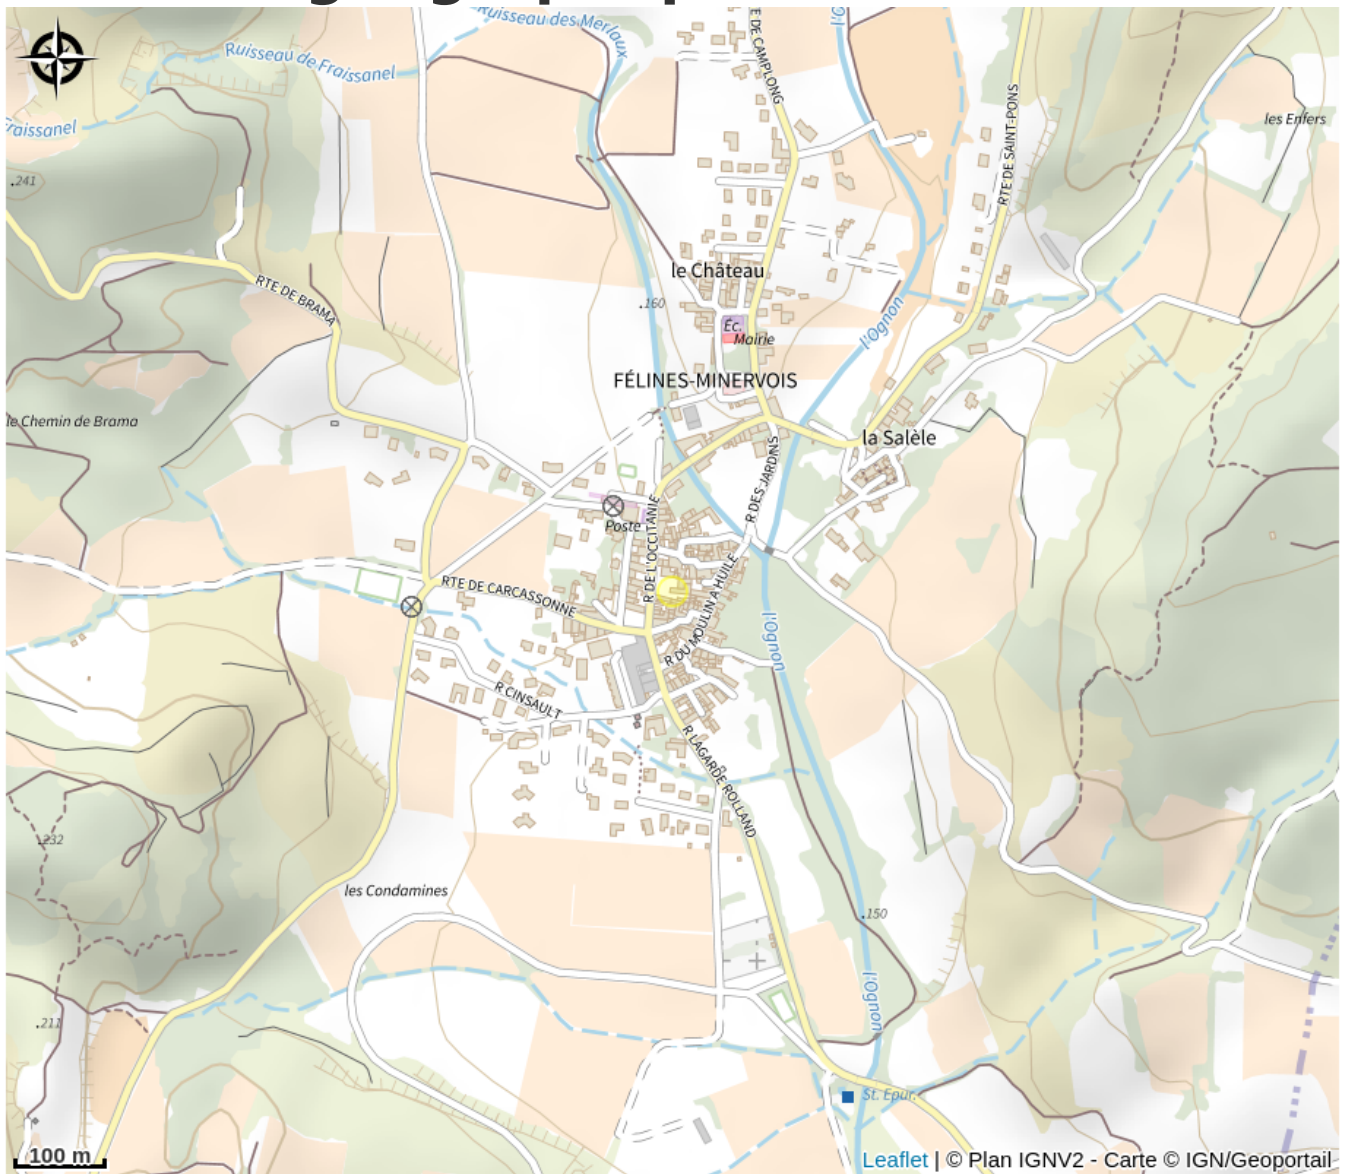 Ruisseau des Merlaux
Ruisseau de Fraissanel
Fraissanel
E DE CAMPLONG
RTE DE SAINT-PONS
les Enfers
.241
le Château
RTE DE BRAMA
.160
Éc.
Mairie
l'Ognon
FÉLINES-MINERVOIS
le Chemin de Brama
la Salèle
R DES JARDINS
Poste
R DE L'OCCITANIE
RTE DE CARCASSONNE
R DU MOULIN A HUILE
l'Ognon
R CINSAULT
R LAGARDE ROLLAND
.232
les Condamines
.150
l'Ognon
.211
St. Epur.
100 m
Leaflet | © Plan IGNV2 - Carte © IGN/Geoportail